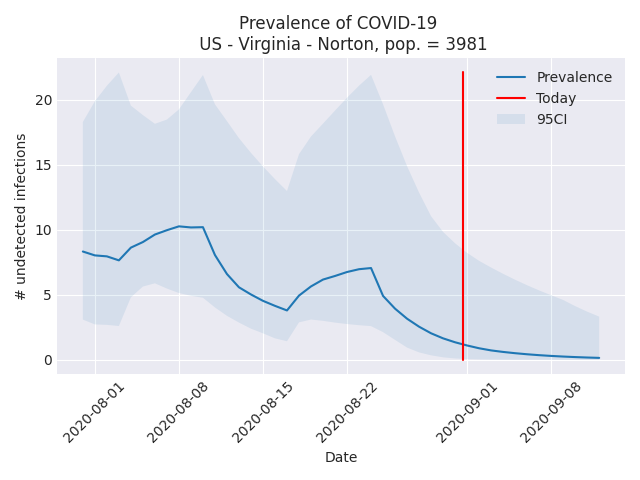 Prevalence of COVID-19
US - Virginia - Norton, pop. = 3981
Prevalence
Today
95CI
# undetected infections
20
15
10
5
0
2020-08-01
2020-08-08
2020-08-15
2020-08-22
2020-09-01
2020-09-08
Date